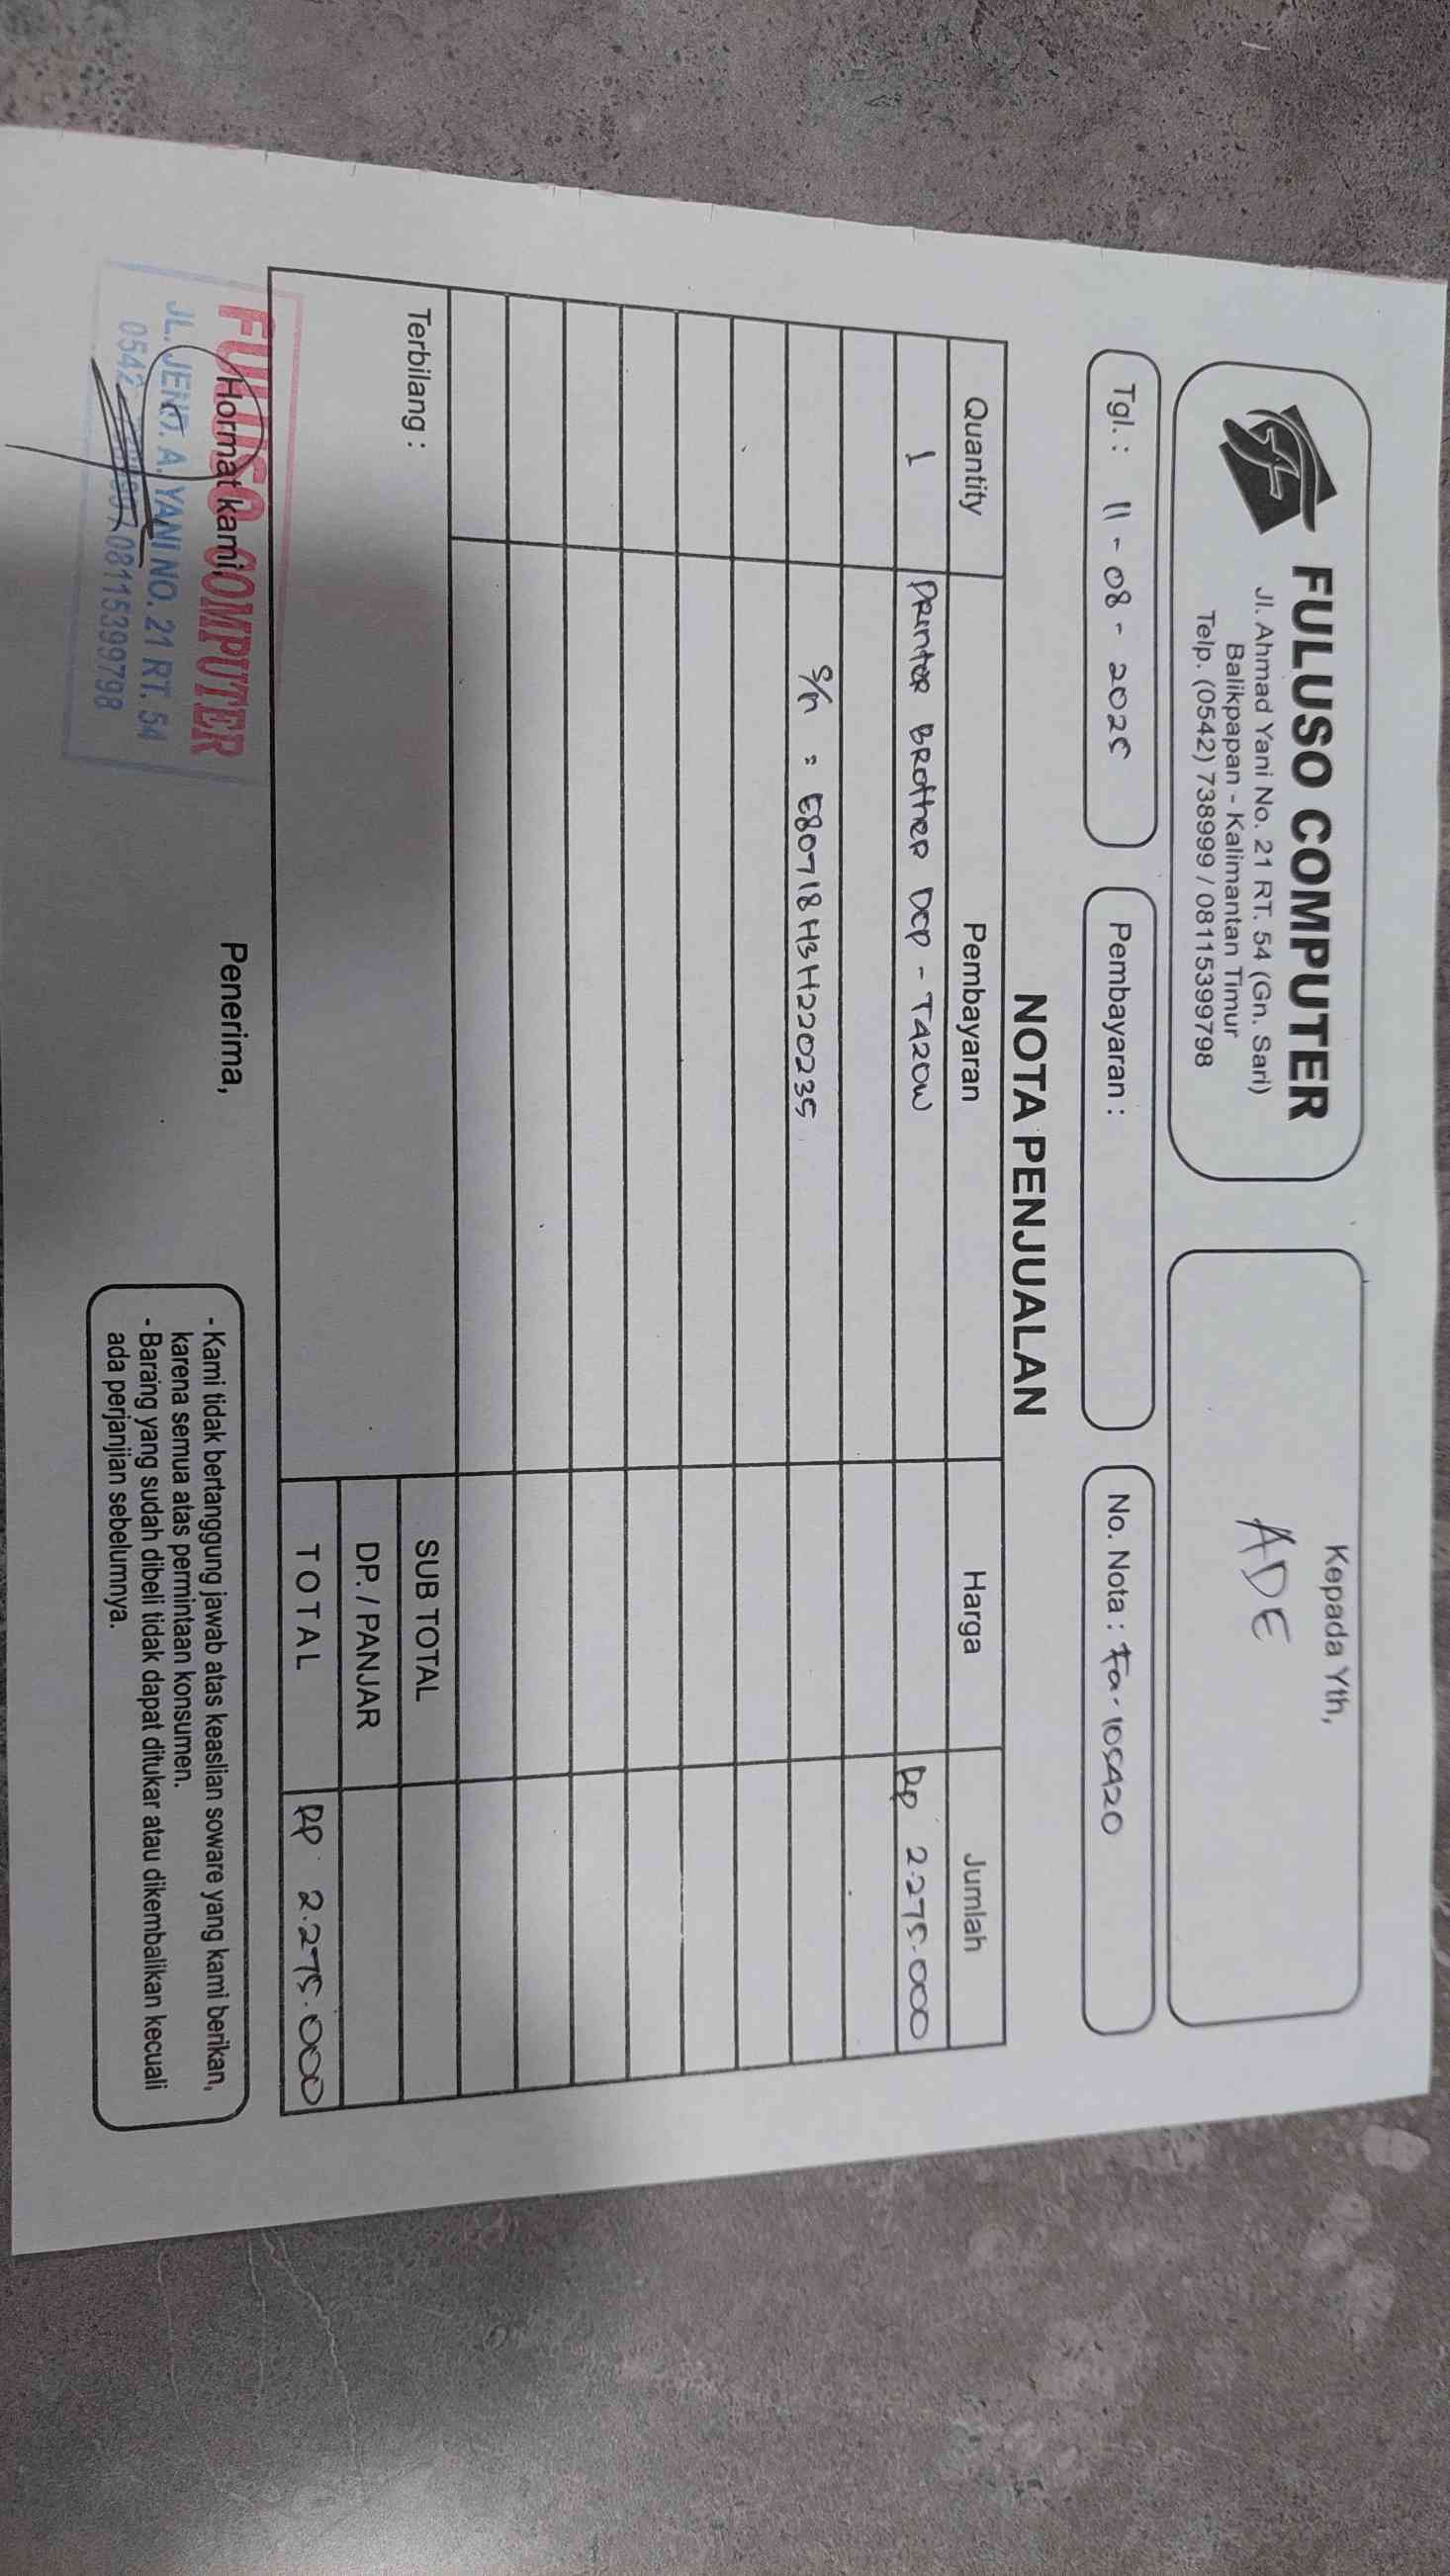 FULUSO COMPUTER
Jl. Ahmad Yani No. 21 RT. 54 (Gn. Sari)
Balikpapan - Kalimantan Timur
Telp. (0542) 738999 / 08115399798
Kepada Yth,
ADE
Tgl. : 11 - 08 - 2025
Pembayaran :
No. Nota : Fa-105420
NOTA PENJUALAN
Quantity Pembayaran Harga Jumlah
1 Printer Brother DCP - T420W Rp 2.275.000
S/n : E80718H3H220235
Terbilang :
SUB TOTAL
DP. / PANJAR
TOTAL Rp 2.275.000
Hormat kami
FULUSO COMPUTER
JL. JEND. A. YANI NO. 21 RT. 54
0542 08115399798
Penerima,
- Kami tidak bertanggung jawab atas keaslian soware yang kami berikan,
karena semua atas permintaan konsumen.
- Barang yang sudah dibeli tidak dapat ditukar atau dikembalikan kecuali
ada perjanjian sebelumnya.